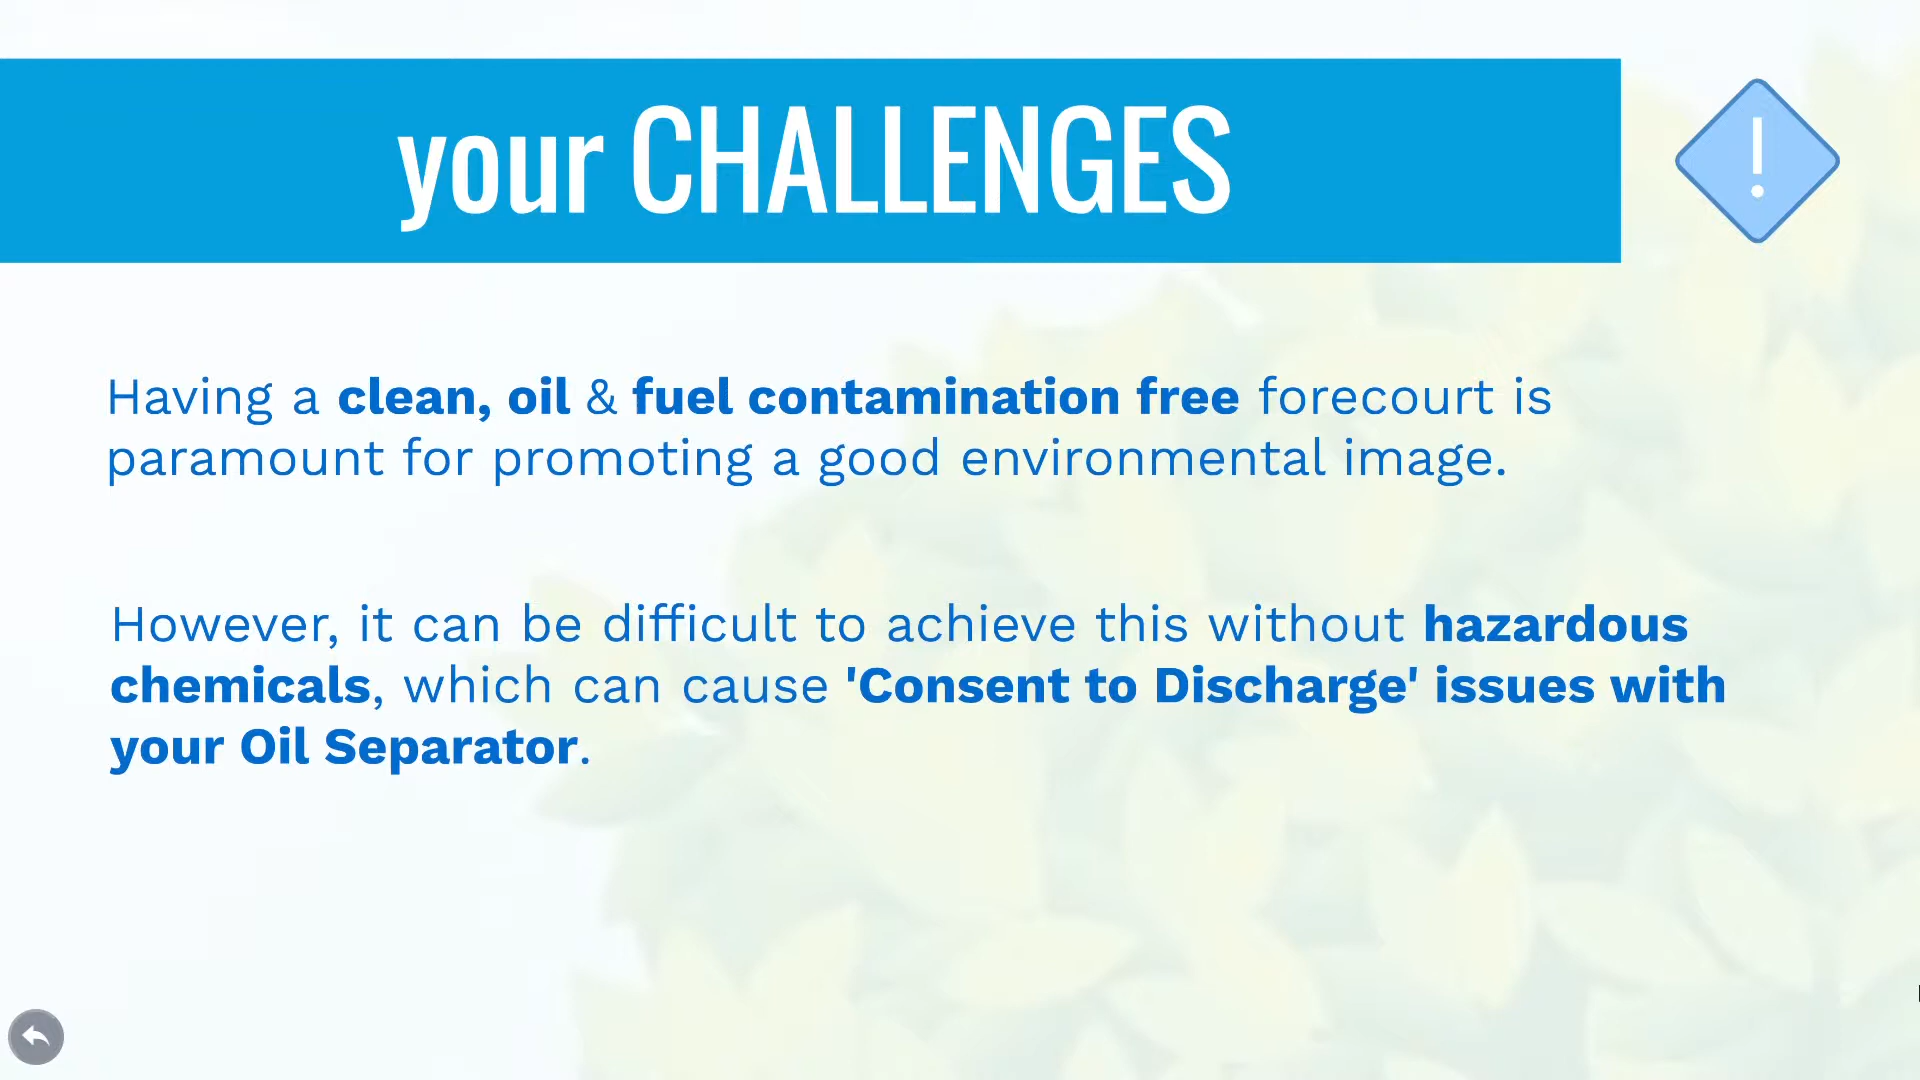 your CHALLENGES
!
Having a clean, oil & fuel contamination free forecourt is
paramount for promoting a good environmental image.
However, it can be difficult to achieve this without hazardous
chemicals, which can cause 'Consent to Discharge' issues with
your Oil Separator.